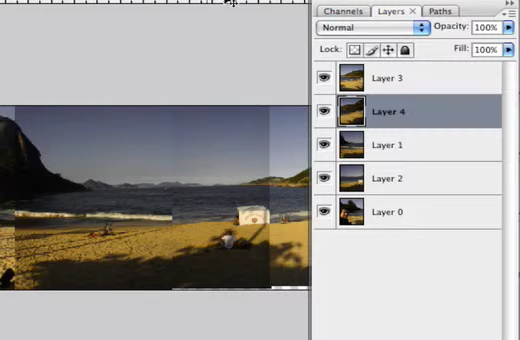 Channels Layers × Paths
Normal Opacity: 100%
Lock: Fill: 100%
Layer 3
Layer 4
Layer 1
Layer 2
Layer 0